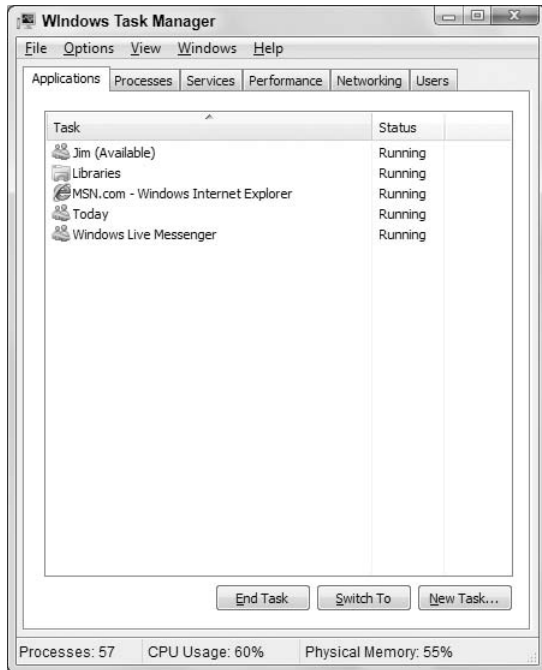 WIndows Task Manager
File Options View Windows Help
Applications Processes Services Performance Networking Users
Task Status
Jim (Available) Running
Libraries Running
MSN.com - Windows Internet Explorer Running
Today Running
Windows Live Messenger Running
End Task Switch To New Task...
Processes: 57 CPU Usage: 60% Physical Memory: 55%